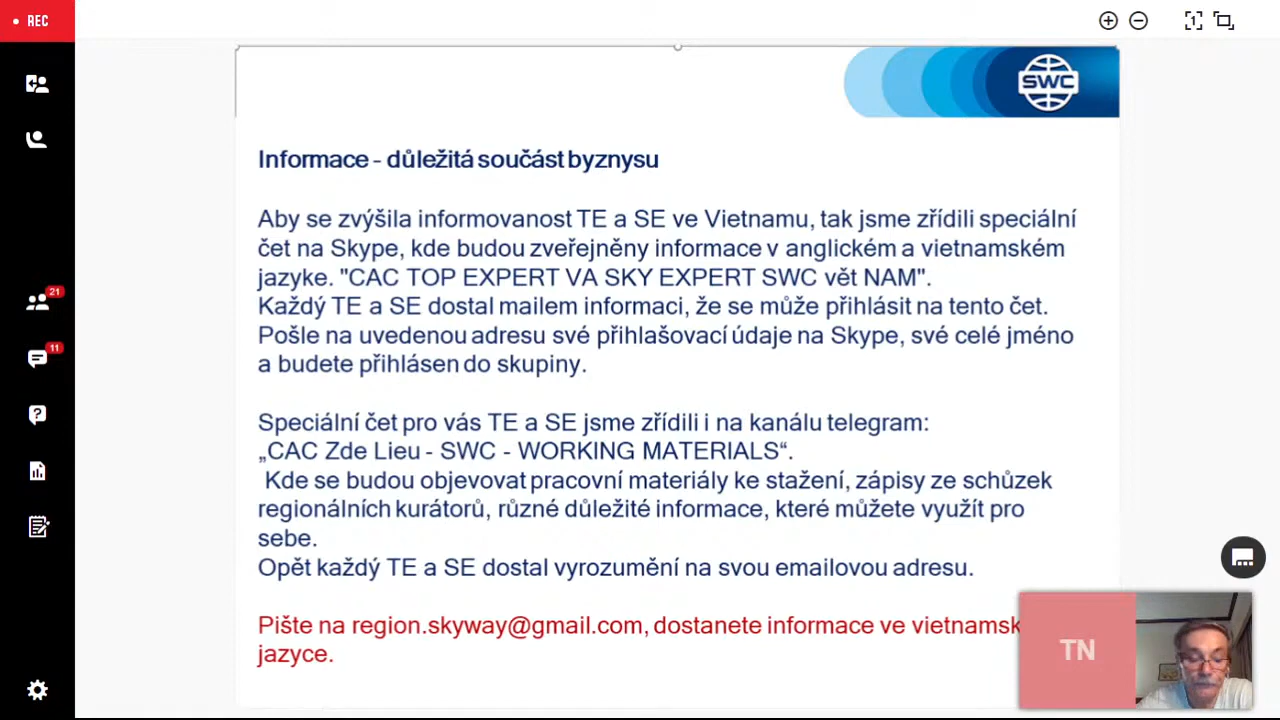 REC
1
SWC
Informace - důležitá součást byznysu
Aby se zvýšila informovanost TE a SE ve Vietnamu, tak jsme zřídili speciální
čet na Skype, kde budou zveřejněny informace v anglickém a vietnamském
jazyke. "CAC TOP EXPERT VA SKY EXPERT SWC vět NAM".
Každý TE a SE dostal mailem informaci, že se může přihlásit na tento čet.
21
Pošle na uvedenou adresu své přihlašovací údaje na Skype, své celé jméno
11
a budete přihlásen do skupiny.
?
Speciální čet pro vás TE a SE jsme zřídili i na kanálu telegram:
„CAC Zde Lieu - SWC - WORKING MATERIALS“.
Kde se budou objevovat pracovní materiály ke stažení, zápisy ze schůzek
regionálních kurátorů, různé důležité informace, které můžete využít pro
sebe.
Opět každý TE a SE dostal vyrozumění na svou emailovou adresu.
Pište na region.skyway@gmail.com, dostanete informace ve vietnamsk
jazyce.
TN